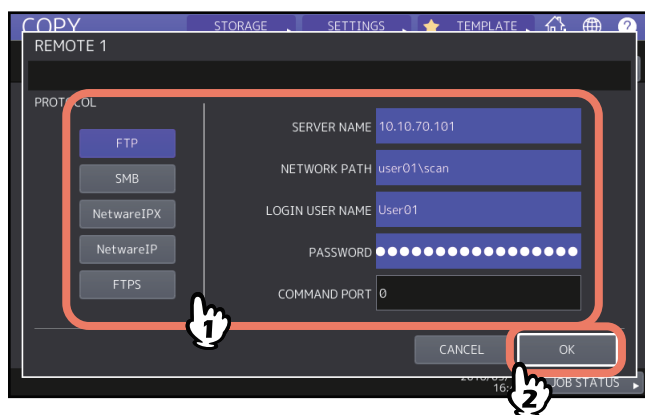 COPY STORAGE SETTINGS TEMPLATE ?
REMOTE 1
PROTOCOL
FTP
SMB
NetwareIPX
NetwareIP
FTPS
SERVER NAME 10.10.70.101
NETWORK PATH user01\scan
LOGIN USER NAME User01
PASSWORD ●●●●●●●●●●●●●●●●●
COMMAND PORT 0
1
CANCEL OK
2
16: JOB STATUS